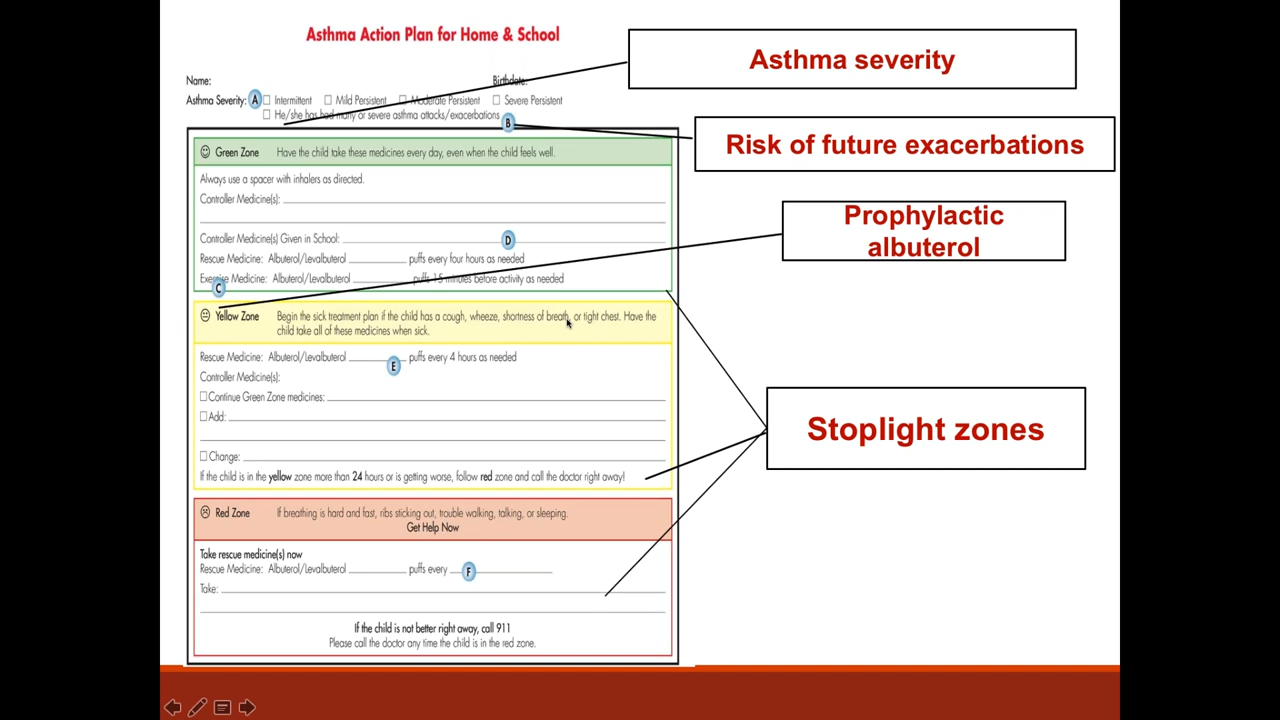 Asthma Action Plan for Home & School
Asthma severity
Name: Birthdate:
Asthma Severity: A Intermittent Mild Persistent Moderate Persistent Severe Persistent
He/she has had many or severe asthma attacks/exacerbations
B
Risk of future exacerbations
Green Zone Have the child take these medicines every day, even when the child feels well.
Always use a spacer with inhalers as directed.
Controller Medicine(s):
Prophylactic
albuterol
Controller Medicine(s) Given in School: D
Rescue Medicine: Albuterol/Levalbuterol puffs every four hours as needed
Exercise Medicine: Albuterol/Levalbuterol puffs 15 minutes before activity as needed
C
Yellow Zone Begin the sick treatment plan if the child has a cough, wheeze, shortness of breath, or tight chest. Have the
child take all of these medicines when sick.
Rescue Medicine: Albuterol/Levalbuterol puffs every 4 hours as needed
E
Controller Medicine(s):
Continue Green Zone medicines:
Add:
Stoplight zones
Change:
If the child is in the yellow zone more than 24 hours or is getting worse, follow red zone and call the doctor right away!
Red Zone If breathing is hard and fast, ribs sticking out, trouble walking, talking, or sleeping.
Get Help Now
Take rescue medicine(s) now
Rescue Medicine: Albuterol/Levalbuterol puffs every F
Take:
If the child is not better right away, call 911
Please call the doctor any time the child is in the red zone.